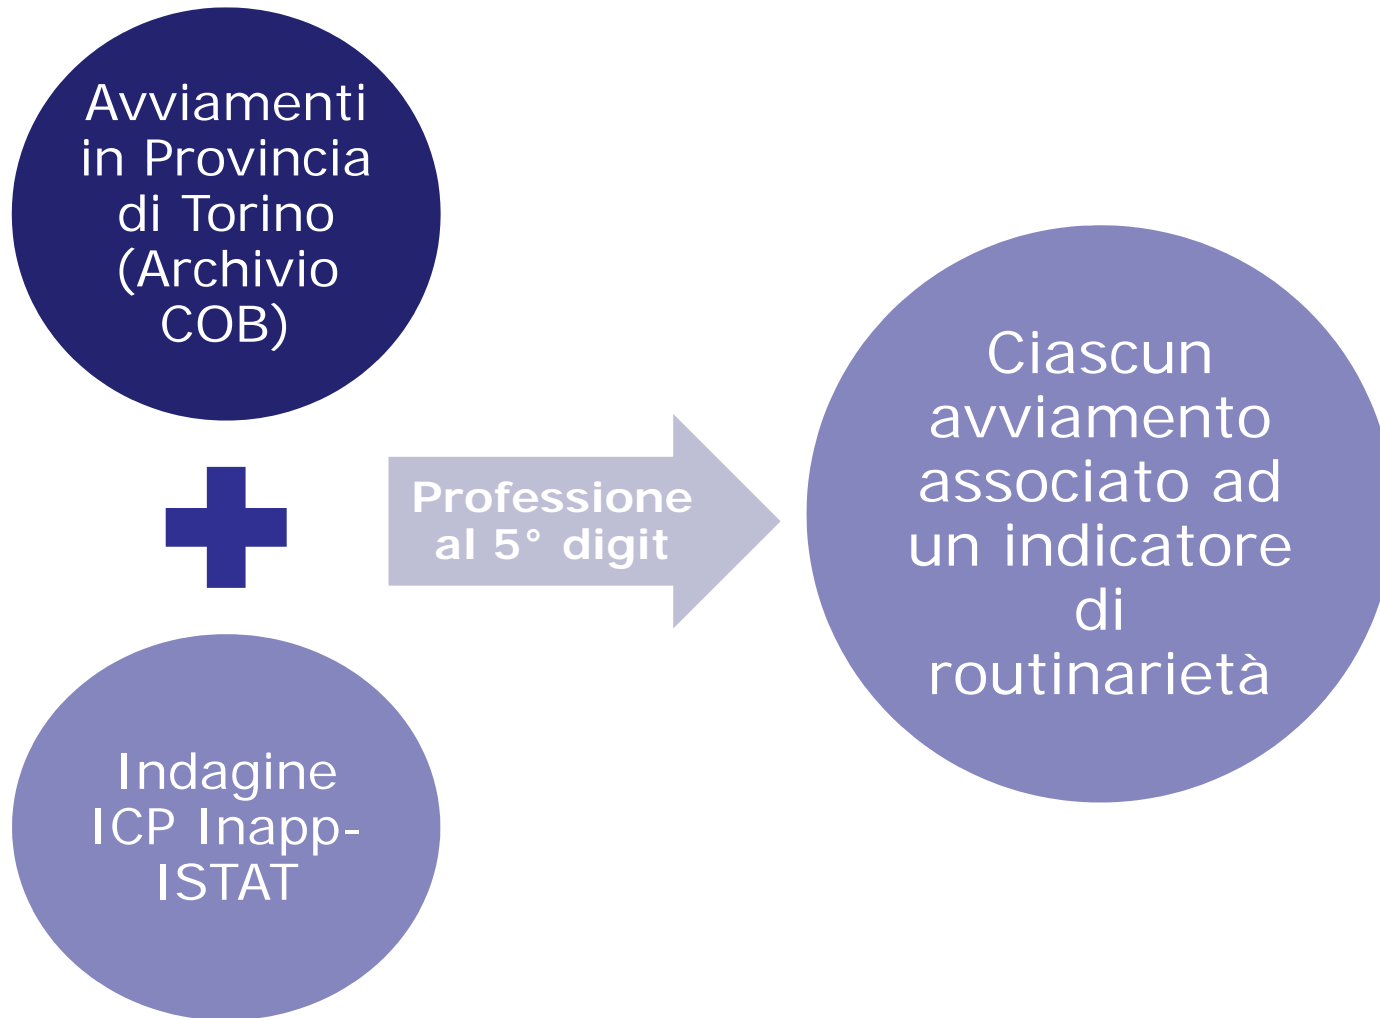 Avviamenti
in Provincia
di Torino
(Archivio
COB)
Professione
al 5° digit
Indagine
ICP Inapp-
ISTAT
Ciascun
avviamento
associato ad
un indicatore
di
routinarietà